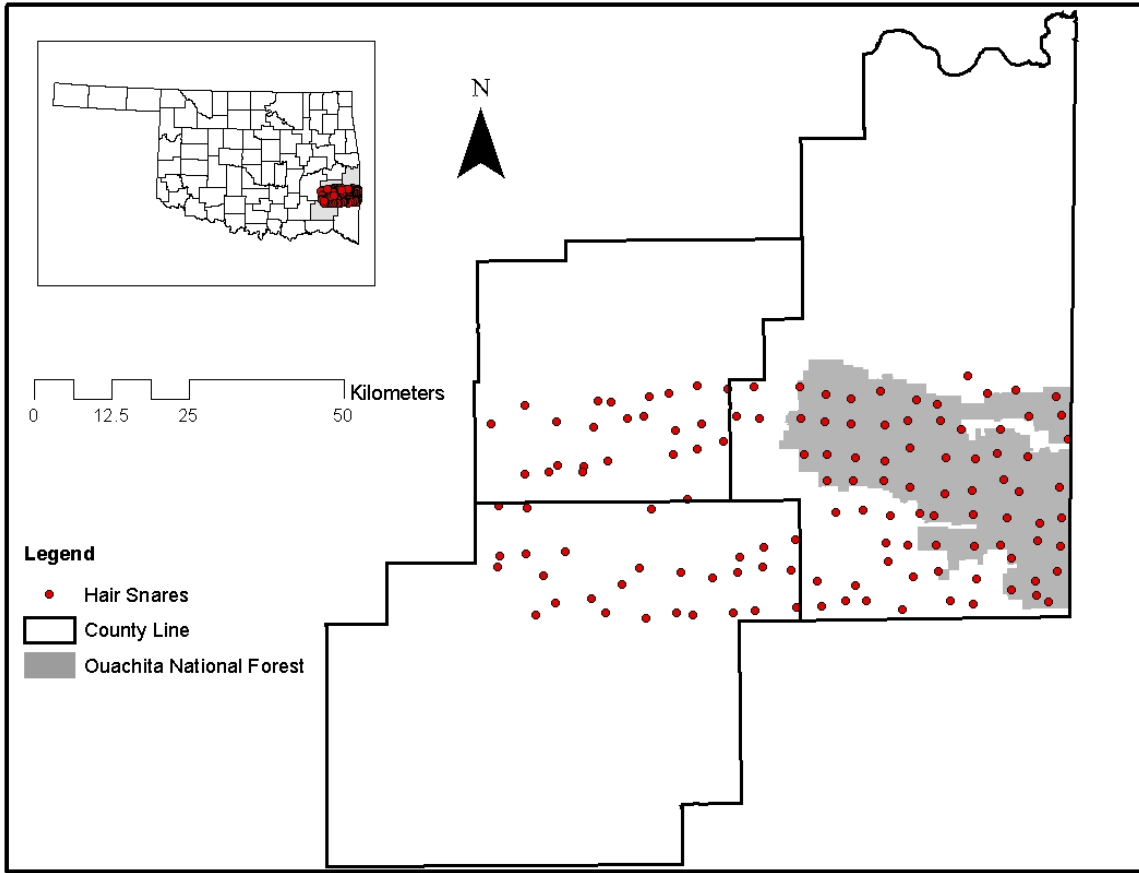 N
Kilometers
0 12.5 25 50
Legend
Hair Snares
County Line
Ouachita National Forest